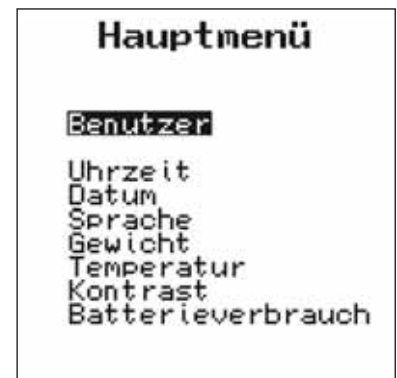 Hauptmenü
Benutzer
Uhrzeit
Datum
Sprache
Gewicht
Temperatur
Kontrast
Batterieverbrauch